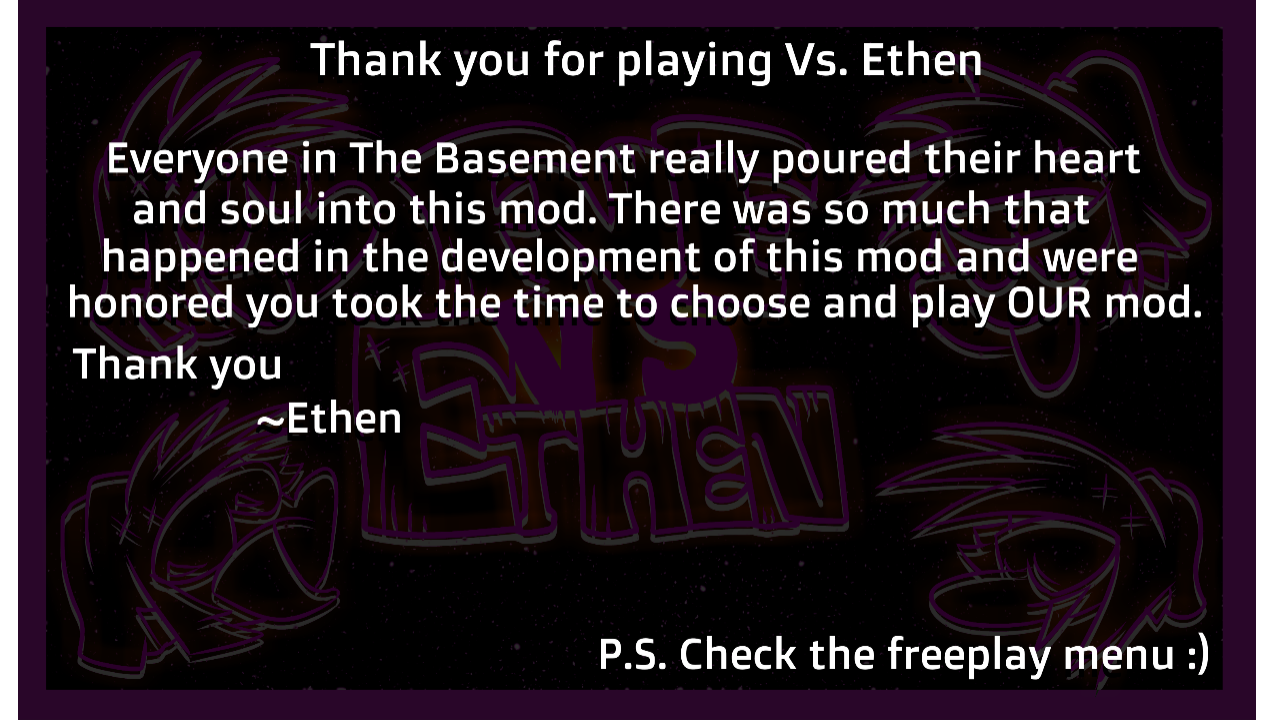 Thank you for playing Vs. Ethen
Everyone in The Basement really poured their heart
and soul into this mod. There was so much that
happened in the development of this mod and were
honored you took the time to choose and play OUR mod.
Thank you
~Ethen
VS
ETHEN
P.S. Check the freeplay menu :)